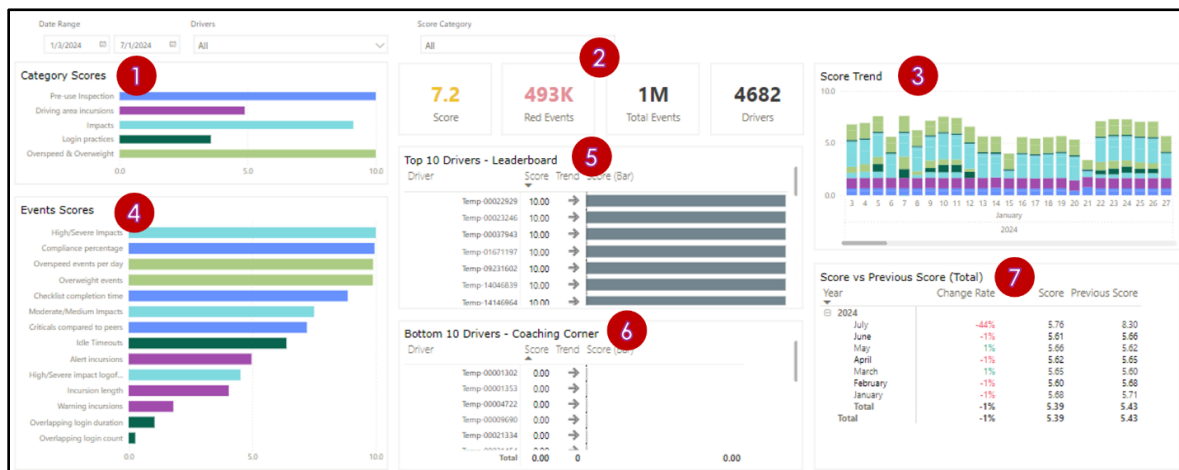 Date Range
Drivers
Score Category
1/3/2024
7/1/2024
All
All
Category Scores
1
Pre-use Inspection
Driving area incursions
Impacts
Login practices
Overspeed & Overweight
0.0
5.0
10.0
2
7.2
Score
493K
Red Events
1M
Total Events
4682
Drivers
Score Trend
3
10.0
5.0
0.0
3 4 5 6 7 8 9 10 11 12 13 14 15 16 17 18 19 20 21 22 23 24 25 26 27
January
2024
Events Scores
4
High/Severe Impacts
Compliance percentage
Overspeed events per day
Overweight events
Checklist completion time
Moderate/Medium Impacts
Criticals compared to peers
Idle Timeouts
Alert incursions
High/Severe impact logof...
Incursion length
Warning incursions
Overlapping login duration
Overlapping login count
0.0
5.0
10.0
Top 10 Drivers - Leaderboard
5
Driver Score Trend Score (Bar)
Temp-00022929 10.00
Temp-00023246 10.00
Temp-00037943 10.00
Temp-01671197 10.00
Temp-09231602 10.00
Temp-14046839 10.00
Temp-14146964 10.00
Bottom 10 Drivers - Coaching Corner
6
Driver Score Trend Score (Bar)
Temp-00001302 0.00
Temp-00001353 0.00
Temp-00004722 0.00
Temp-00009690 0.00
Temp-00021334 0.00
Total 0.00 0 0.00
Score vs Previous Score (Total)
7
Year Change Rate Score Previous Score
2024
July -44% 5.76 8.30
June -1% 5.61 5.66
May 1% 5.66 5.62
April -1% 5.62 5.65
March 1% 5.65 5.60
February -1% 5.60 5.68
January -1% 5.68 5.71
Total -1% 5.39 5.43
Total -1% 5.39 5.43